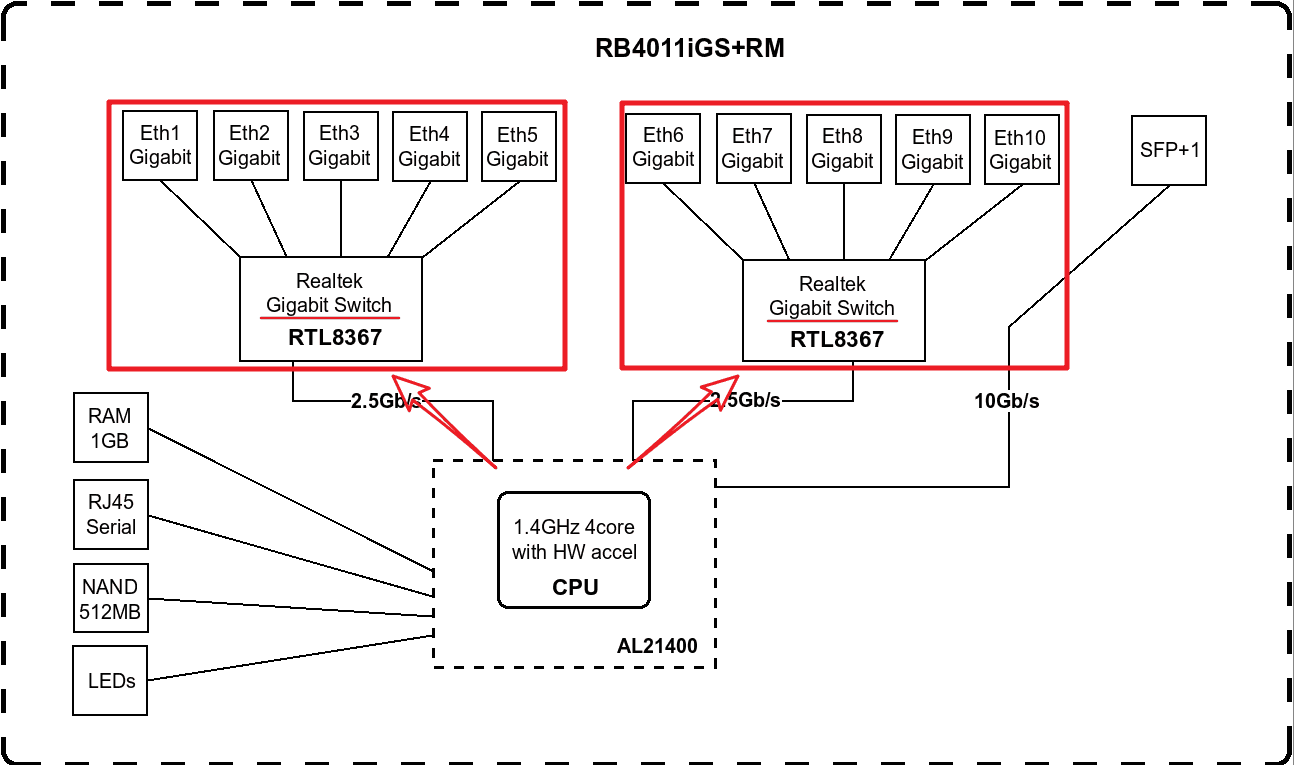 RB4011iGS+RM
Eth1
Gigabit
Eth2
Gigabit
Eth3
Gigabit
Eth4
Gigabit
Eth5
Gigabit
Eth6
Gigabit
Eth7
Gigabit
Eth8
Gigabit
Eth9
Gigabit
Eth10
Gigabit
SFP+1
Realtek
Gigabit Switch
RTL8367
Realtek
Gigabit Switch
RTL8367
2.5Gb/s
2.5Gb/s
10Gb/s
RAM
1GB
RJ45
Serial
NAND
512MB
LEDs
1.4GHz 4core
with HW accel
CPU
AL21400